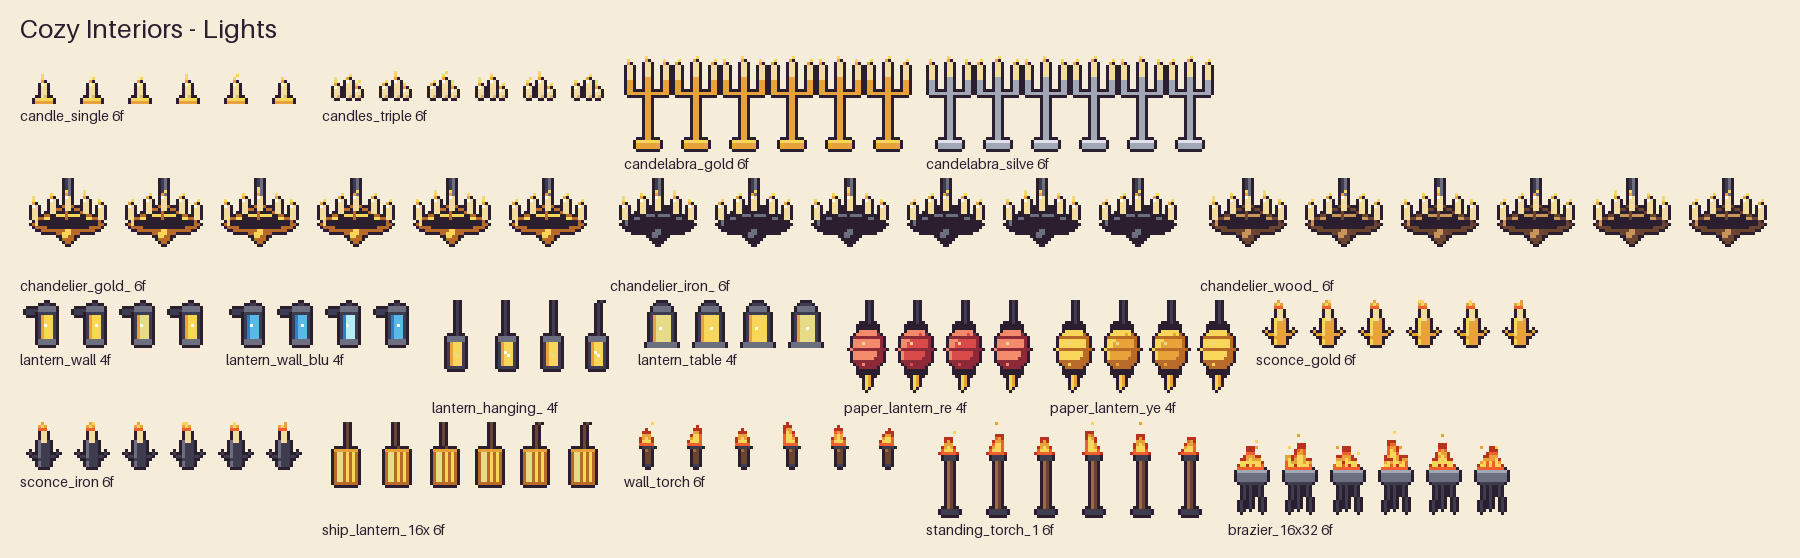 Cozy Interiors - Lights
candle_single 6f
candles_triple 6f
candelabra_gold 6f
candelabra_silve 6f
chandelier_gold_ 6f
chandelier_iron_ 6f
chandelier_wood_ 6f
lantern_wall 4f
lantern_wall_blu 4f
lantern_hanging_ 4f
lantern_table 4f
paper_lantern_re 4f
paper_lantern_ye 4f
sconce_gold 6f
sconce_iron 6f
ship_lantern_16x 6f
wall_torch 6f
standing_torch_1 6f
brazier_16x32 6f